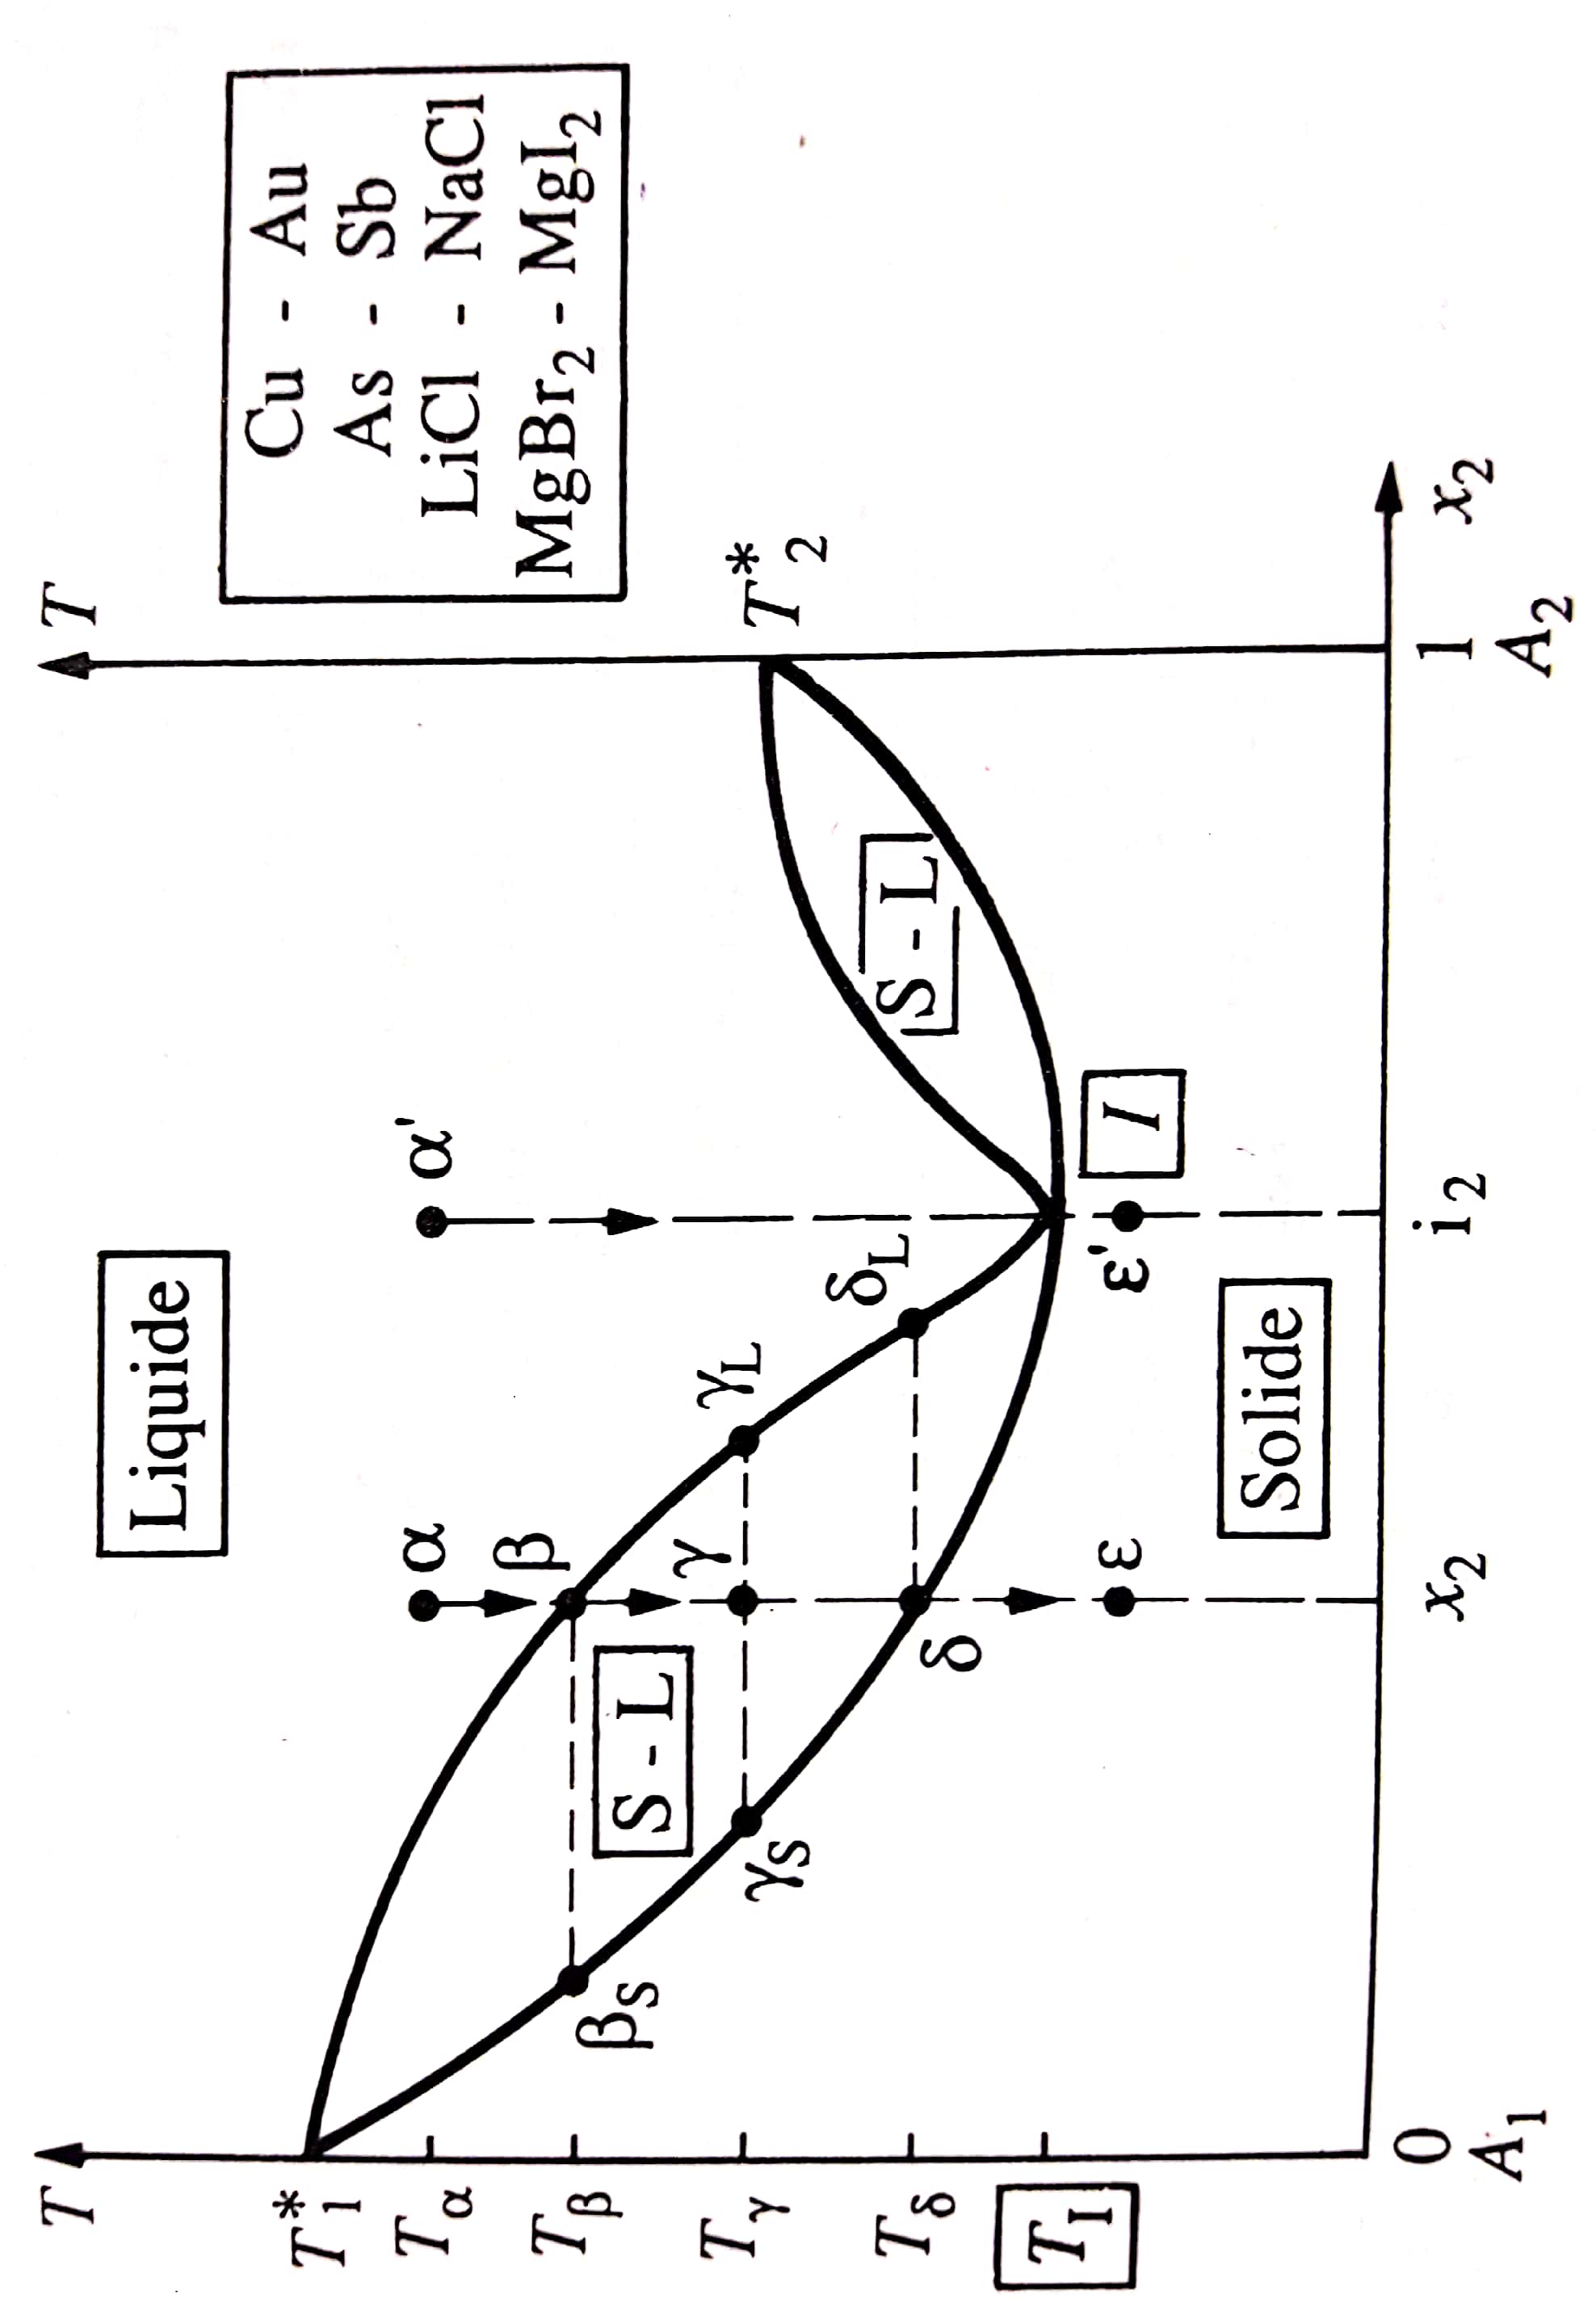 T
T
Cu - Au
As - Sb
LiCl - NaCl
MgBr₂ - MgI₂
Liquide
T*₁
α
α'
Tα
β
Tβ
βS
S - L
T*₂
γ
γL
Tγ
γS
S - L
δL
Tδ
δ
T_I
I
ε
ε'
Solide
0
x₂
i₂
1
x₂
A₁
A₂